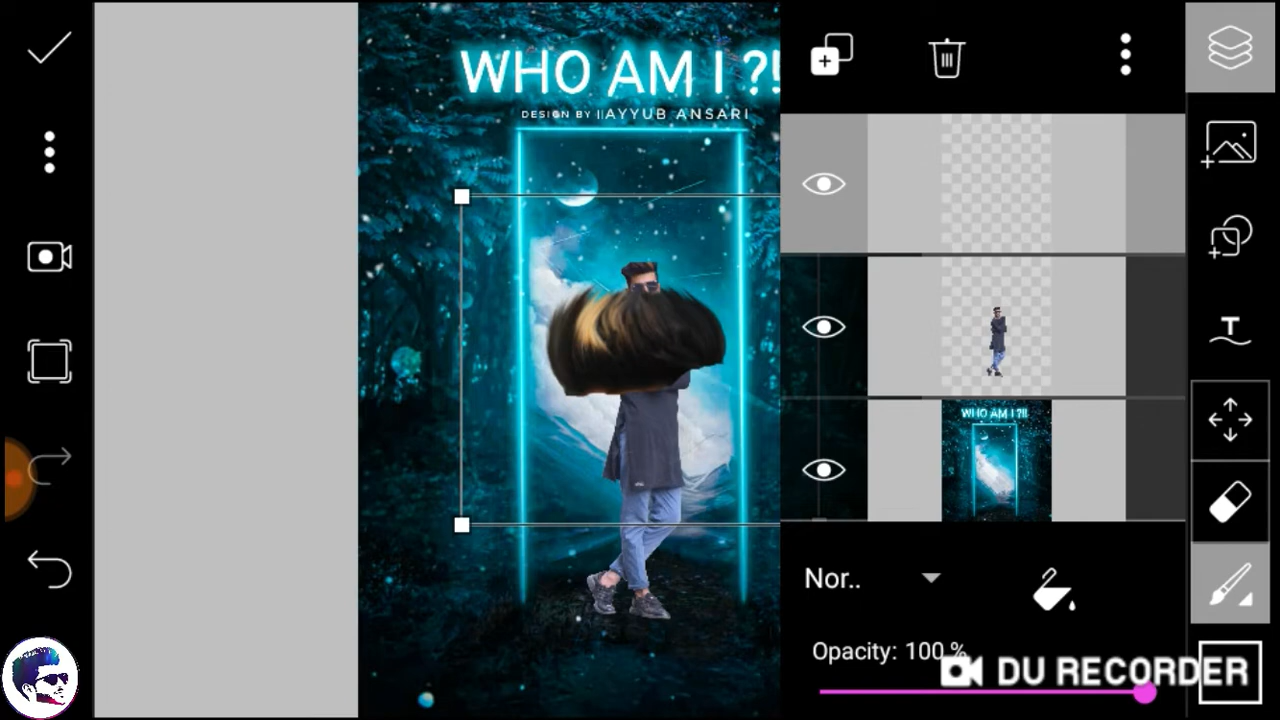 WHO AM I ?!
DESIGN BY ||AYYUB ANSARI
T
WHO AM I ?!!
Nor..
Opacity: 100 %
DU RECORDER